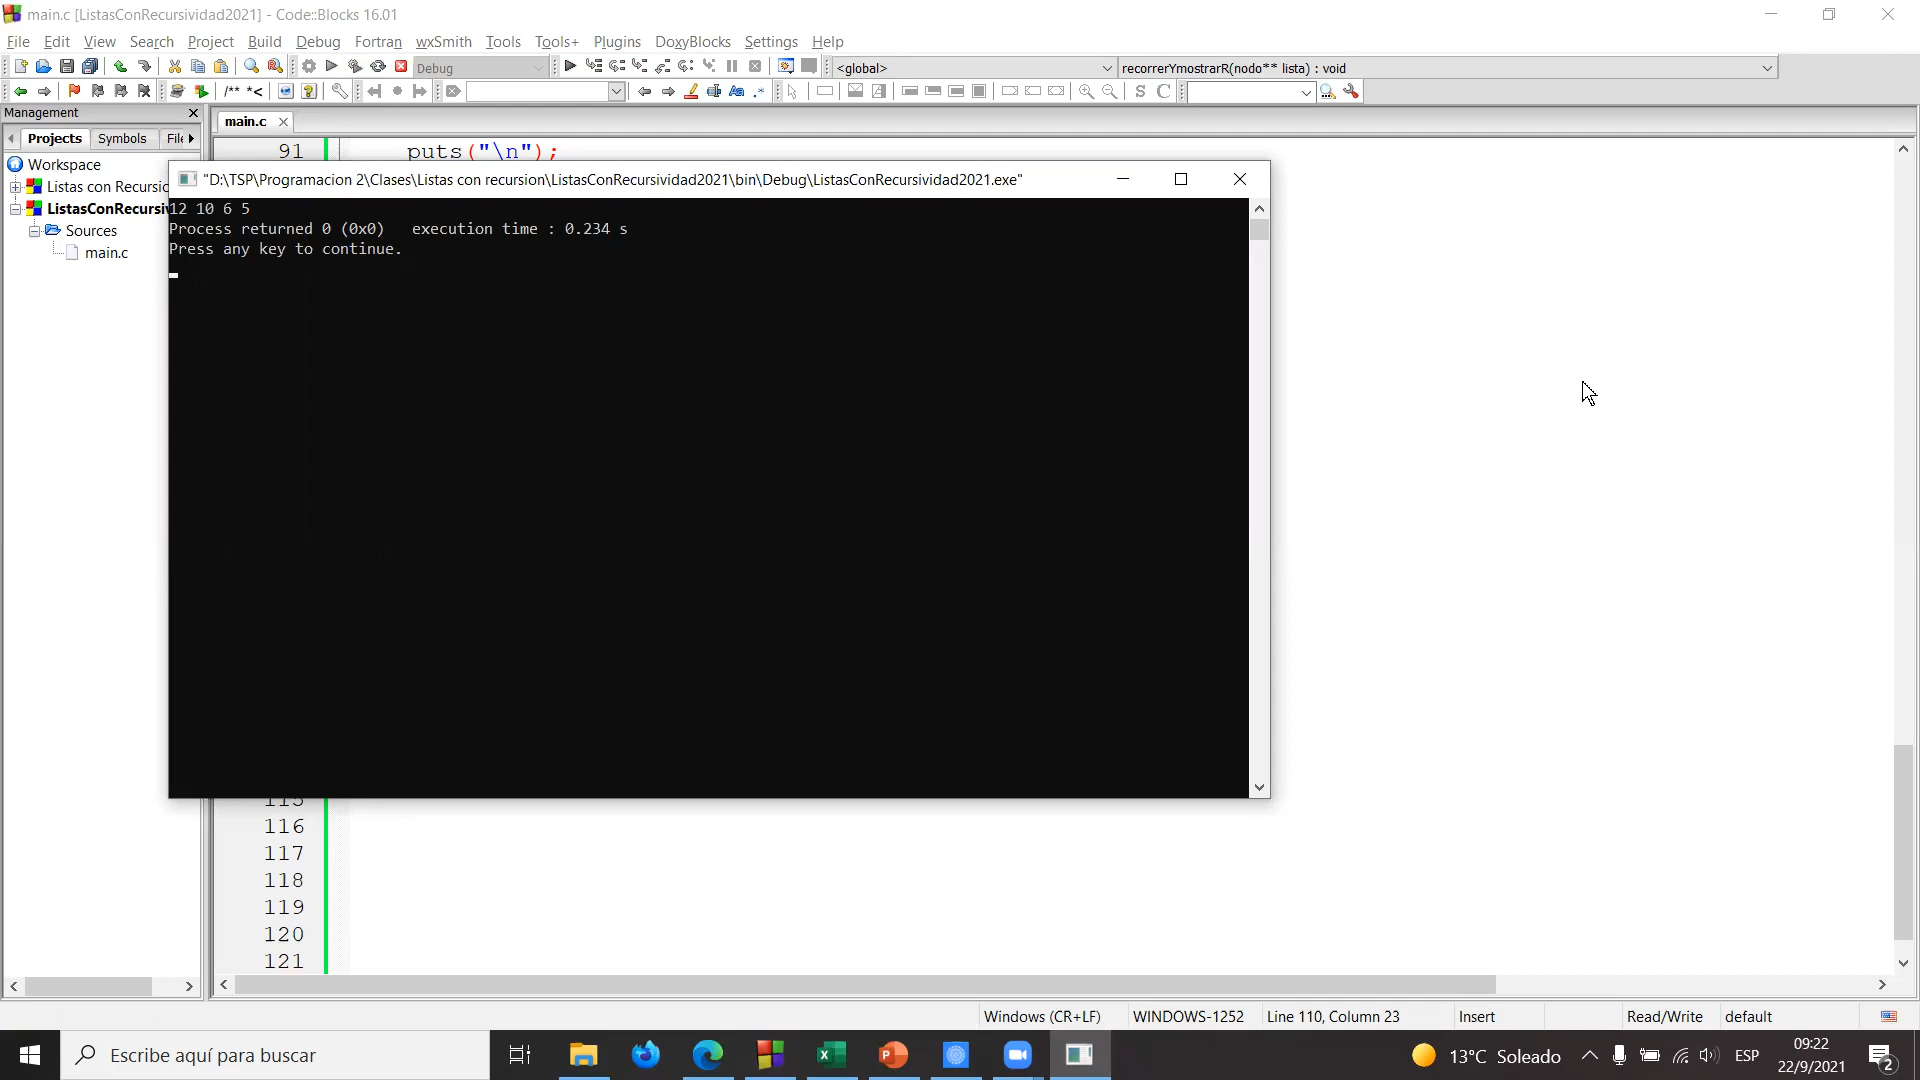 main.c [ListasConRecursividad2021] - Code::Blocks 16.01
File Edit View Search Project Build Debug Fortran wxSmith Tools Tools+ Plugins DoxyBlocks Settings Help
Debug <global> recorrerYmostrarR(nodo** lista) : void
/** *<
Management
main.c
Projects Symbols File
91 puts("\n");
Workspace
Listas con Recursio
ListasConRecursiv
Sources
main.c
"D:\TSP\Programacion 2\Clases\Listas con recursion\ListasConRecursividad2021\bin\Debug\ListasConRecursividad2021.exe"
12 10 6 5
Process returned 0 (0x0)   execution time : 0.234 s
Press any key to continue.
115
116
117
118
119
120
121
Windows (CR+LF) WINDOWS-1252 Line 110, Column 23 Insert Read/Write default
Escribe aquí para buscar
13°C Soleado
ESP
09:22
22/9/2021
2